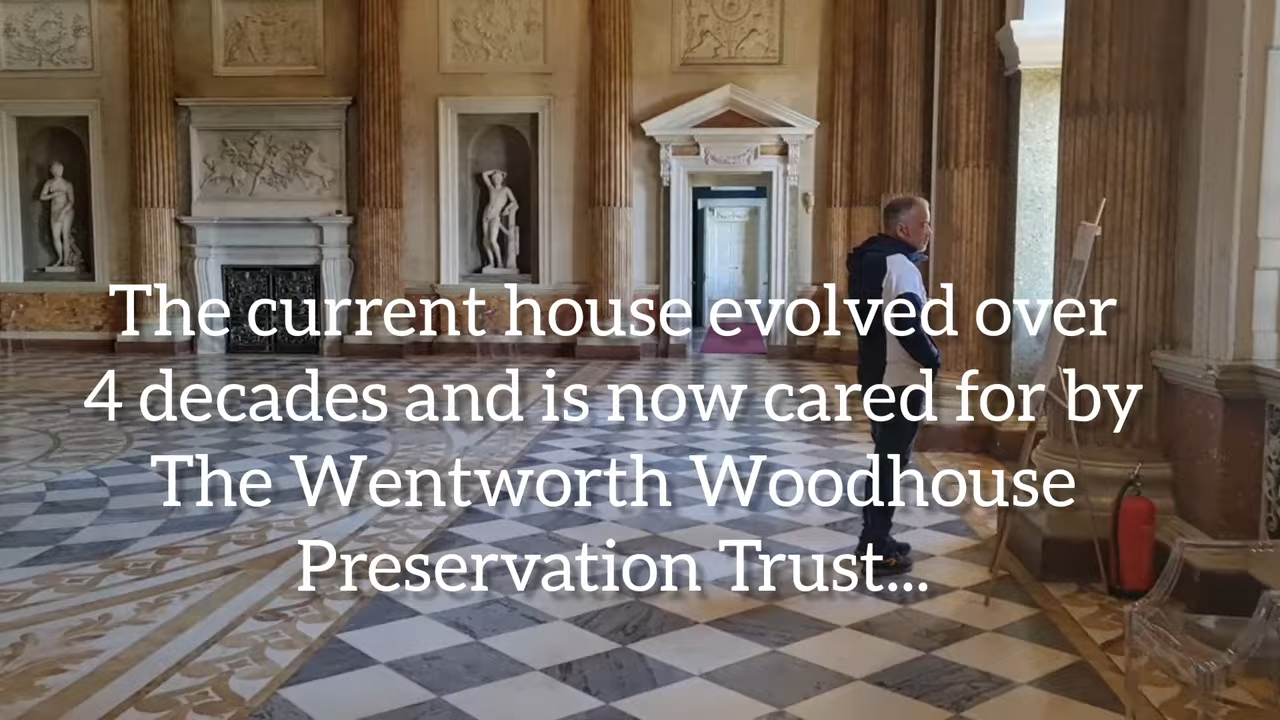 The current house evolved over
4 decades and is now cared for by
The Wentworth Woodhouse
Preservation Trust...